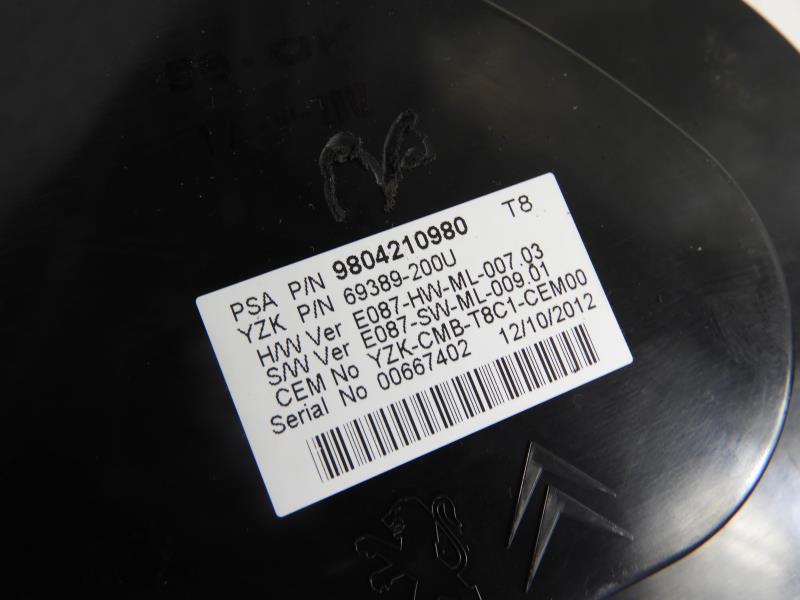 T8
PSA P/N 9804210980
YZK P/N 69389-200U
H/W Ver E087-HW-ML-007.03
S/W Ver E087-SW-ML-009.01
CEM No YZK-CMB-T8C1-CEM00
Serial No 00667402 12/10/2012